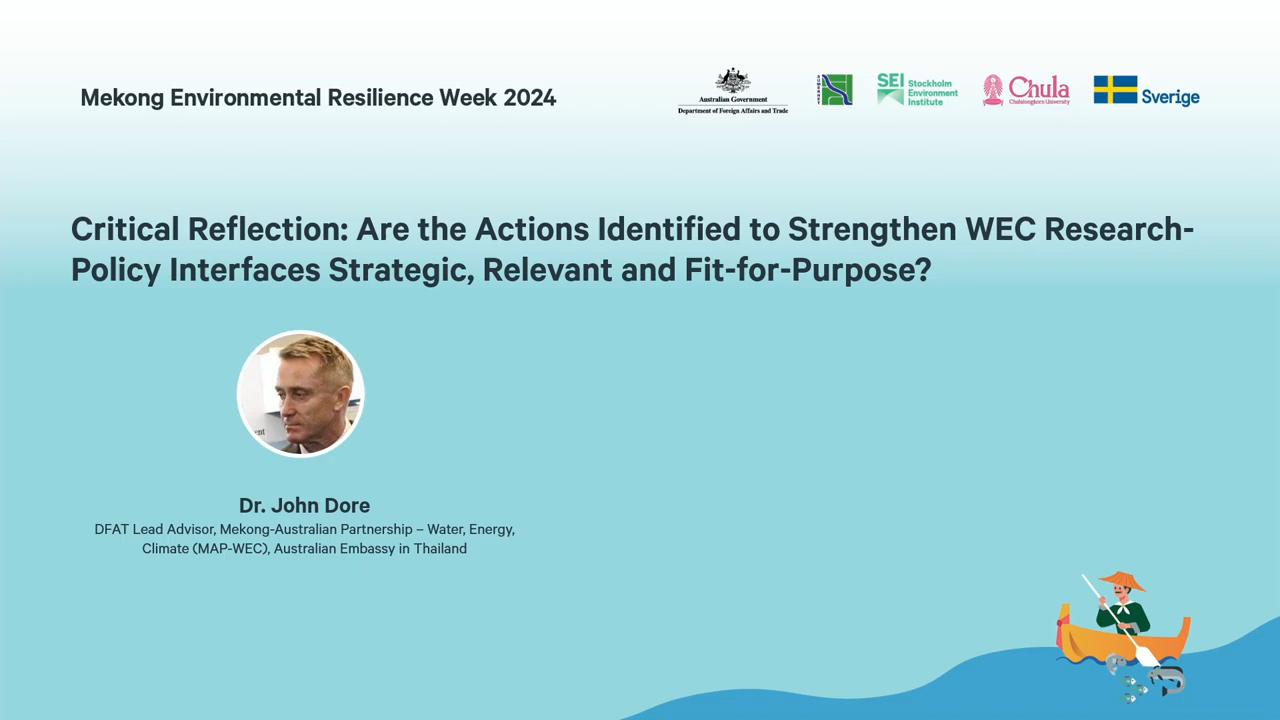 Mekong Environmental Resilience Week 2024
Australian Government
Department of Foreign Affairs and Trade
SUMERNET
SEI Stockholm
Environment
Institute
Chula
Chulalongkorn University
Sverige
Critical Reflection: Are the Actions Identified to Strengthen WEC Research-
Policy Interfaces Strategic, Relevant and Fit-for-Purpose?
Dr. John Dore
DFAT Lead Advisor, Mekong-Australian Partnership – Water, Energy,
Climate (MAP-WEC), Australian Embassy in Thailand